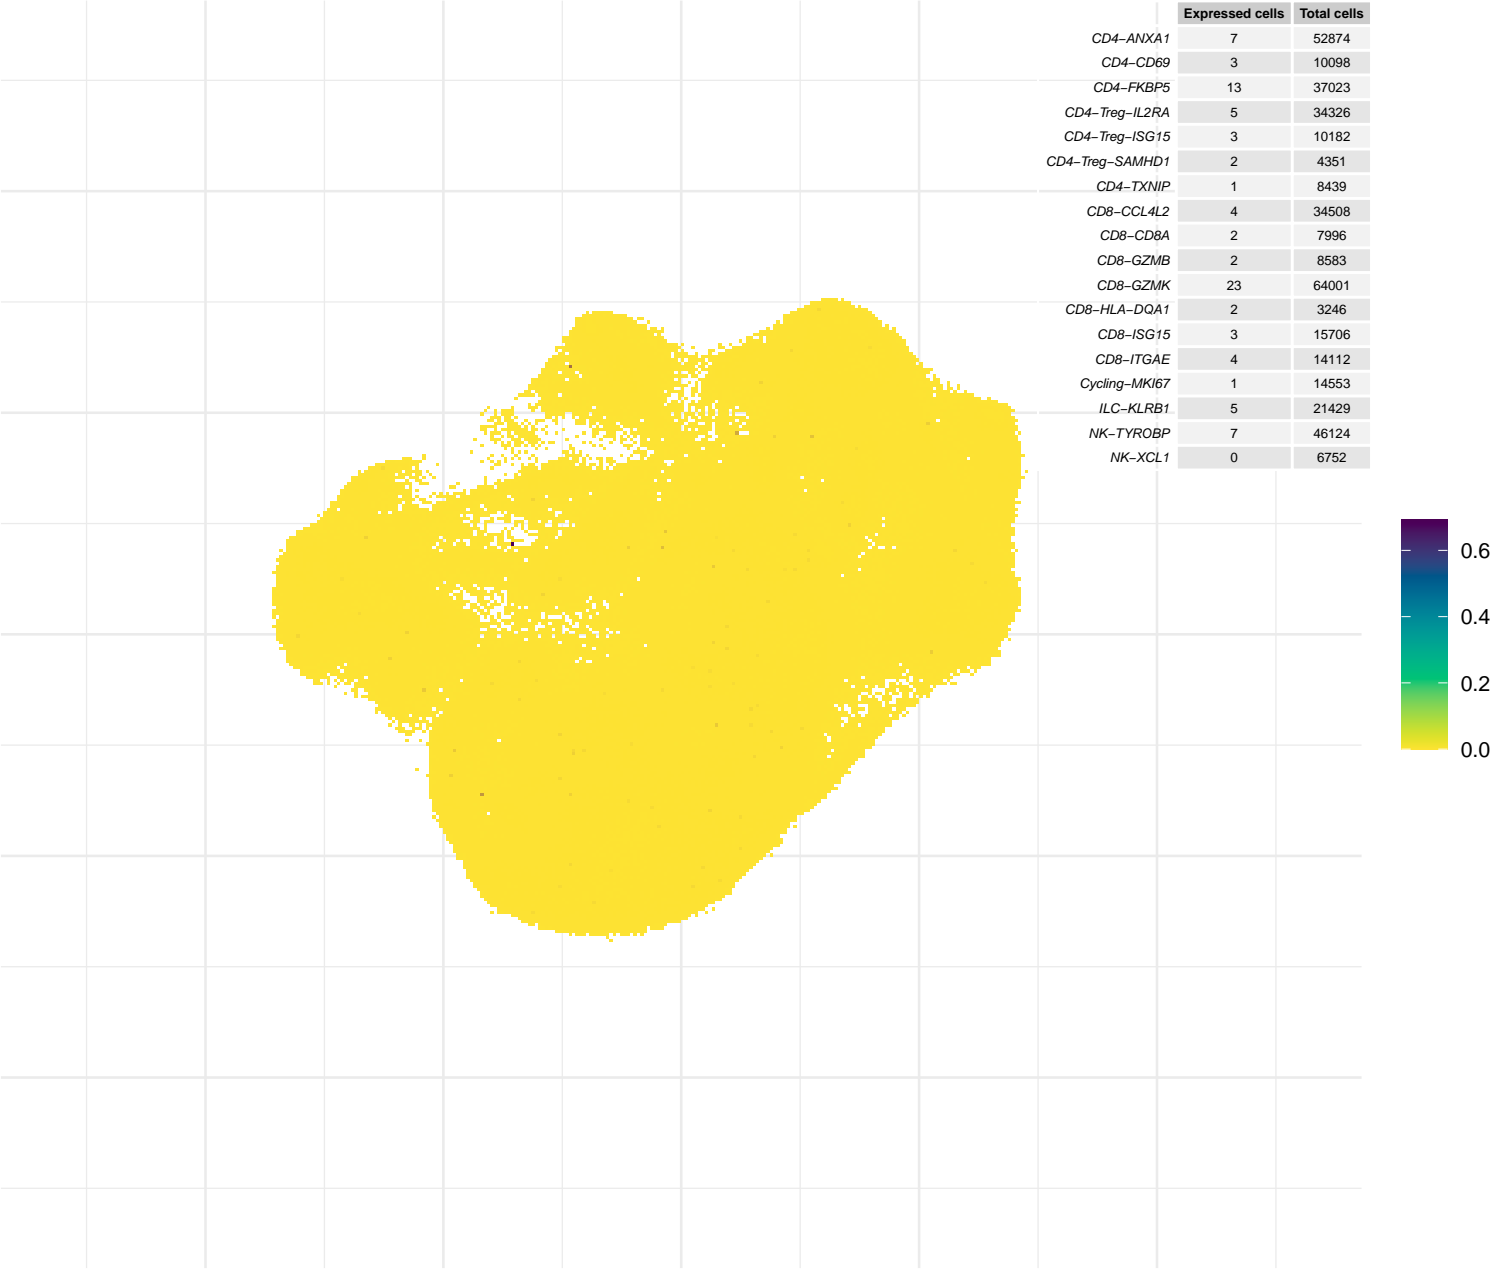 Expressed cells Total cells
CD4−ANXA1 7 52874
CD4−CD69 3 10098
CD4−FKBP5 13 37023
CD4−Treg−IL2RA 5 34326
CD4−Treg−ISG15 3 10182
CD4−Treg−SAMHD1 2 4351
CD4−TXNIP 1 8439
CD8−CCL4L2 4 34508
CD8−CD8A 2 7996
CD8−GZMB 2 8583
CD8−GZMK 23 64001
CD8−HLA−DQA1 2 3246
CD8−ISG15 3 15706
CD8−ITGAE 4 14112
Cycling−MKI67 1 14553
ILC−KLRB1 5 21429
NK−TYROBP 7 46124
NK−XCL1 0 6752
0.6
0.4
0.2
0.0